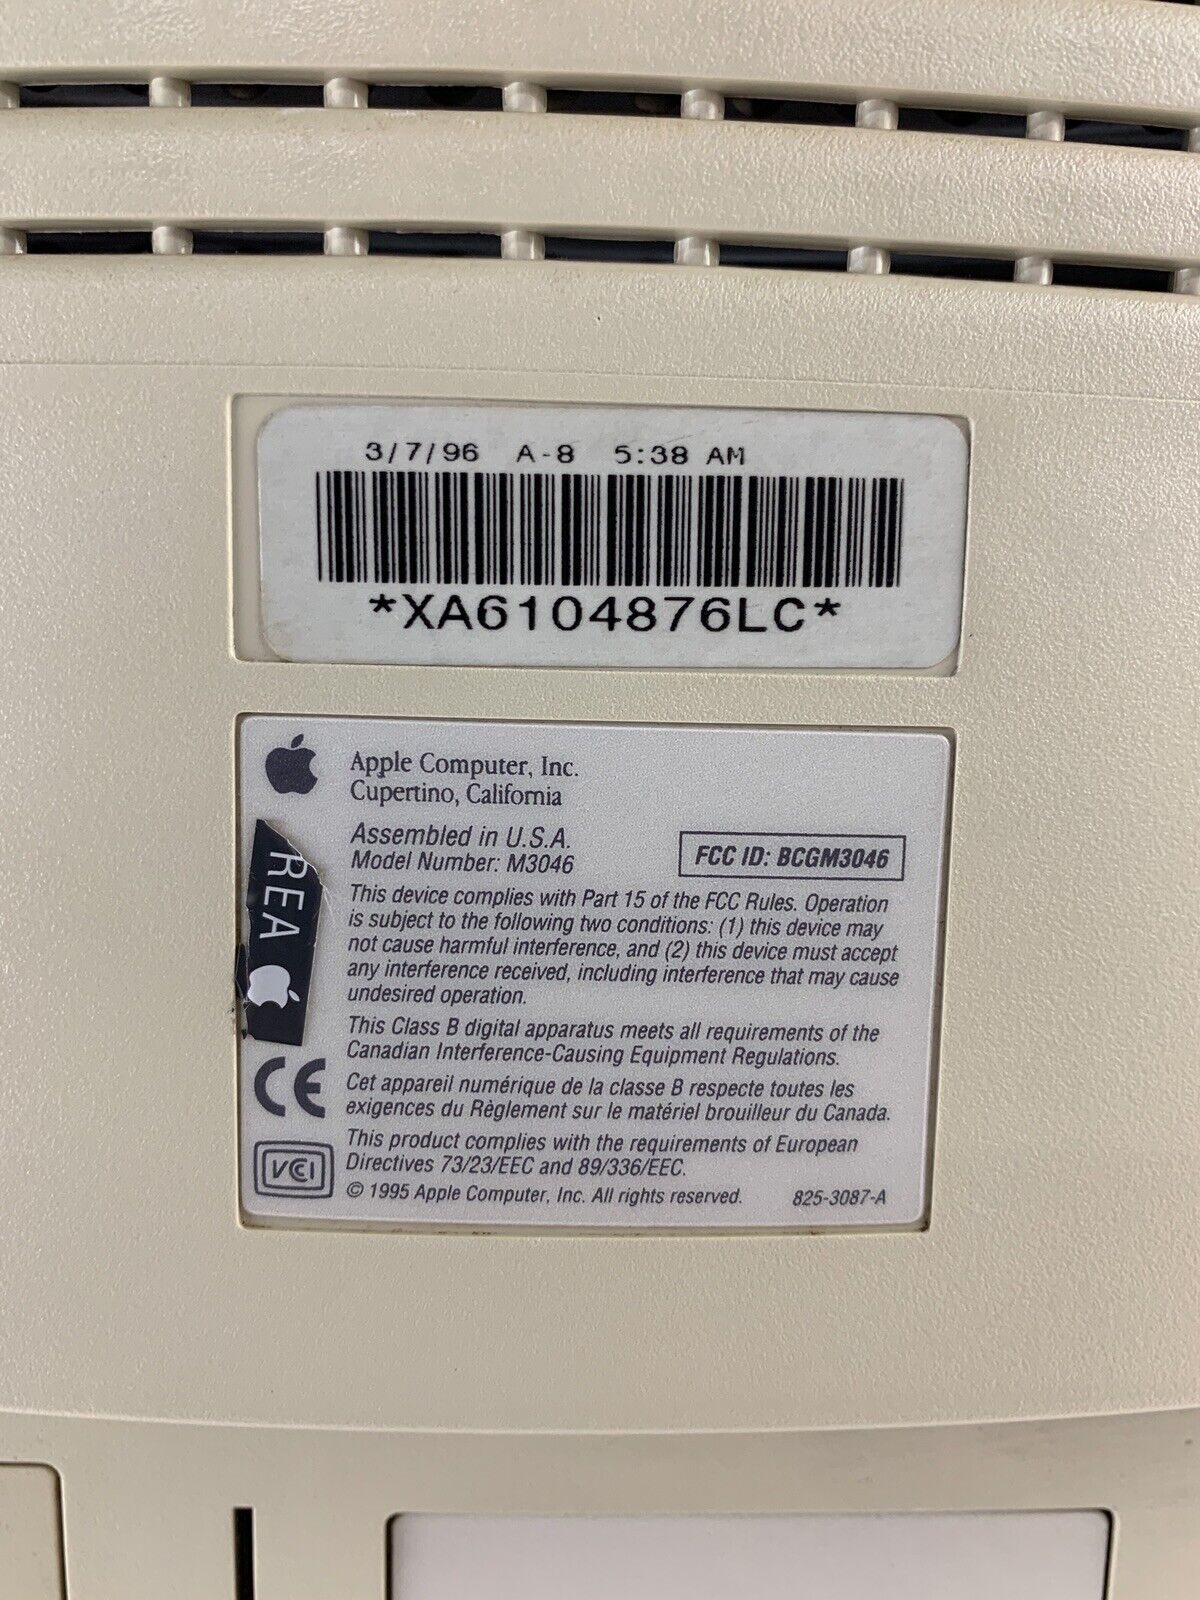 3/7/96 A-8 5:38 AM
*XA6104876LC*
Apple Computer, Inc.
Cupertino, California
Assembled in U.S.A.
Model Number: M3046
FCC ID: BCGM3046
REA
This device complies with Part 15 of the FCC Rules. Operation
is subject to the following two conditions: (1) this device may
not cause harmful interference, and (2) this device must accept
any interference received, including interference that may cause
undesired operation.
This Class B digital apparatus meets all requirements of the
Canadian Interference-Causing Equipment Regulations.
CE
Cet appareil numérique de la classe B respecte toutes les
exigences du Règlement sur le matériel brouilleur du Canada.
VCCI
This product complies with the requirements of European
Directives 73/23/EEC and 89/336/EEC.
© 1995 Apple Computer, Inc. All rights reserved. 825-3087-A